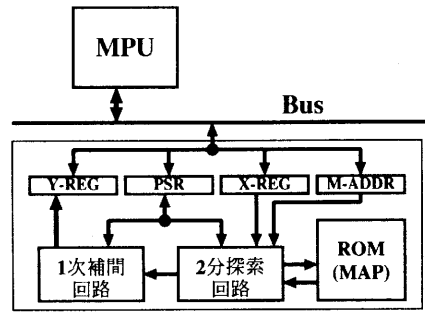 MPU
Bus
Y-REG
PSR
X-REG
M-ADDR
1次補間
回路
2分探索
回路
ROM
(MAP)